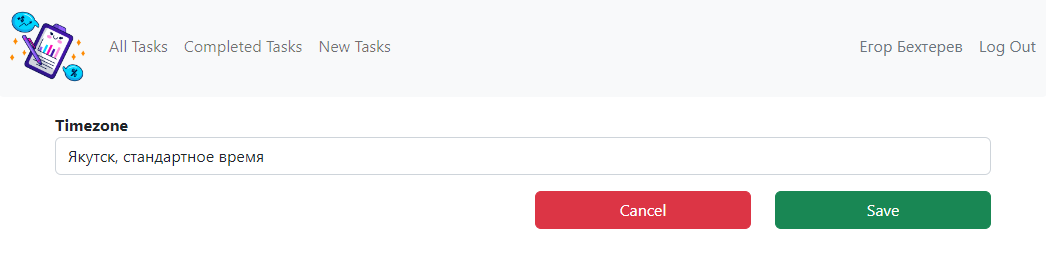 All Tasks Completed Tasks New Tasks Егор Бехтерев Log Out
Timezone
Якутск, стандартное время
Cancel Save